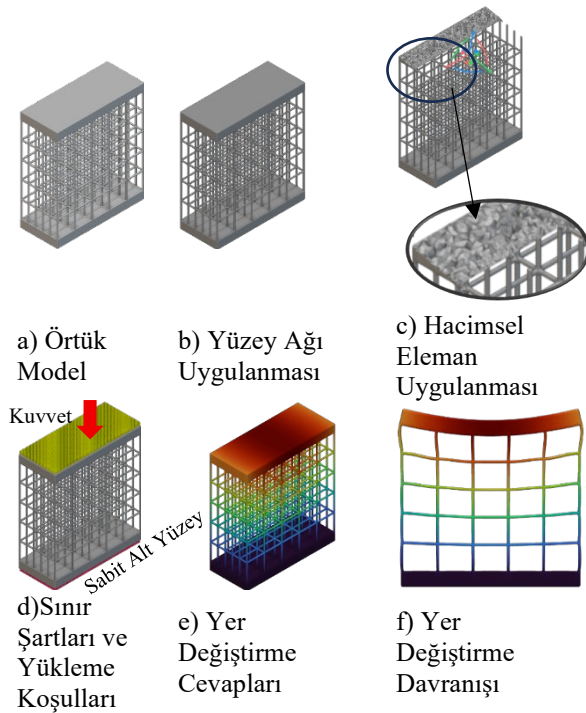 a) Örtük
Model
b) Yüzey Ağı
Uygulanması
c) Hacimsel
Eleman
Uygulanması
Kuvvet
Sabit Alt Yüzey
d)Sınır
Şartları ve
Yükleme
Koşulları
e) Yer
Değiştirme
Cevapları
f) Yer
Değiştirme
Davranışı